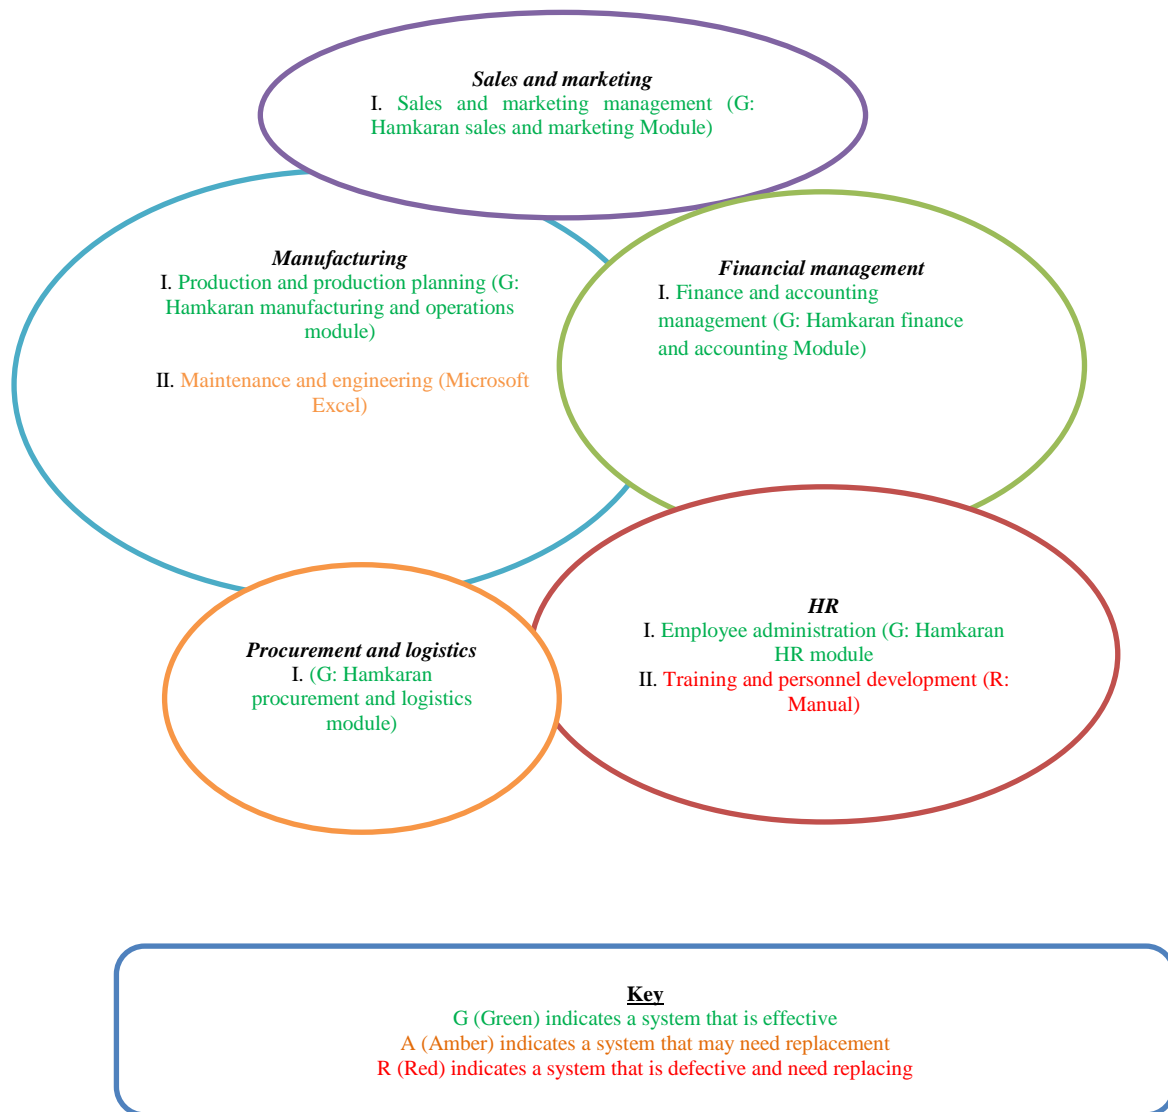 Sales and marketing
I. Sales and marketing management (G:
Hamkaran sales and marketing Module)
Manufacturing
I. Production and production planning (G:
Hamkaran manufacturing and operations
module)
II. Maintenance and engineering (Microsoft
Excel)
Financial management
I. Finance and accounting
management (G: Hamkaran finance
and accounting Module)
Procurement and logistics
I. (G: Hamkaran
procurement and logistics
module)
HR
I. Employee administration (G: Hamkaran
HR module
II. Training and personnel development (R:
Manual)
Key
G (Green) indicates a system that is effective
A (Amber) indicates a system that may need replacement
R (Red) indicates a system that is defective and need replacing